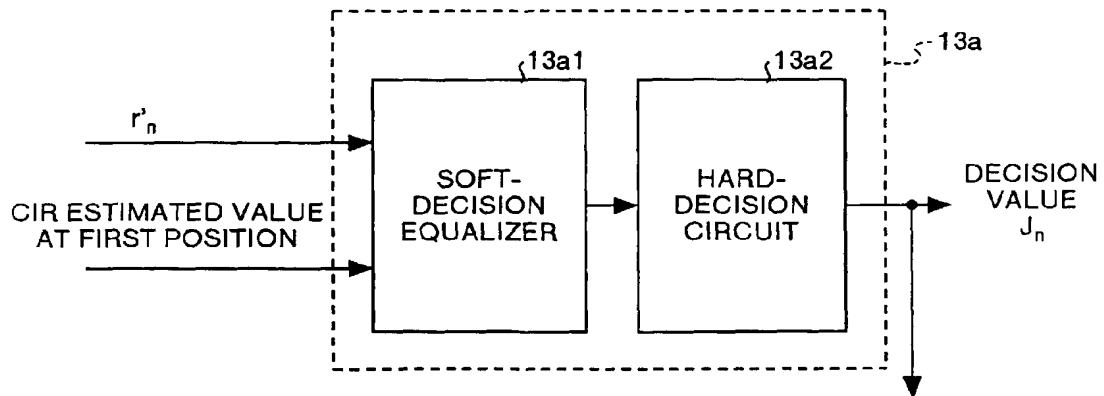 13a
13a1
13a2
r'n
SOFT-
DECISION
EQUALIZER
HARD-
DECISION
CIRCUIT
DECISION
VALUE
Jn
CIR ESTIMATED VALUE
AT FIRST POSITION